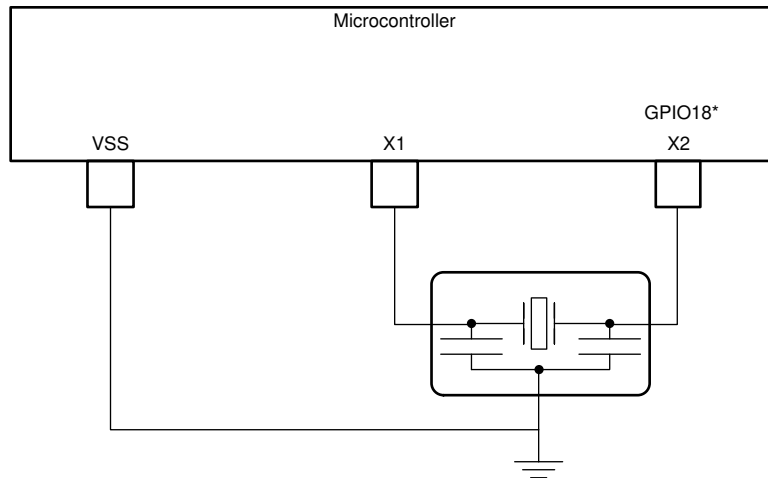 Microcontroller
GPIO18*
VSS
X1
X2